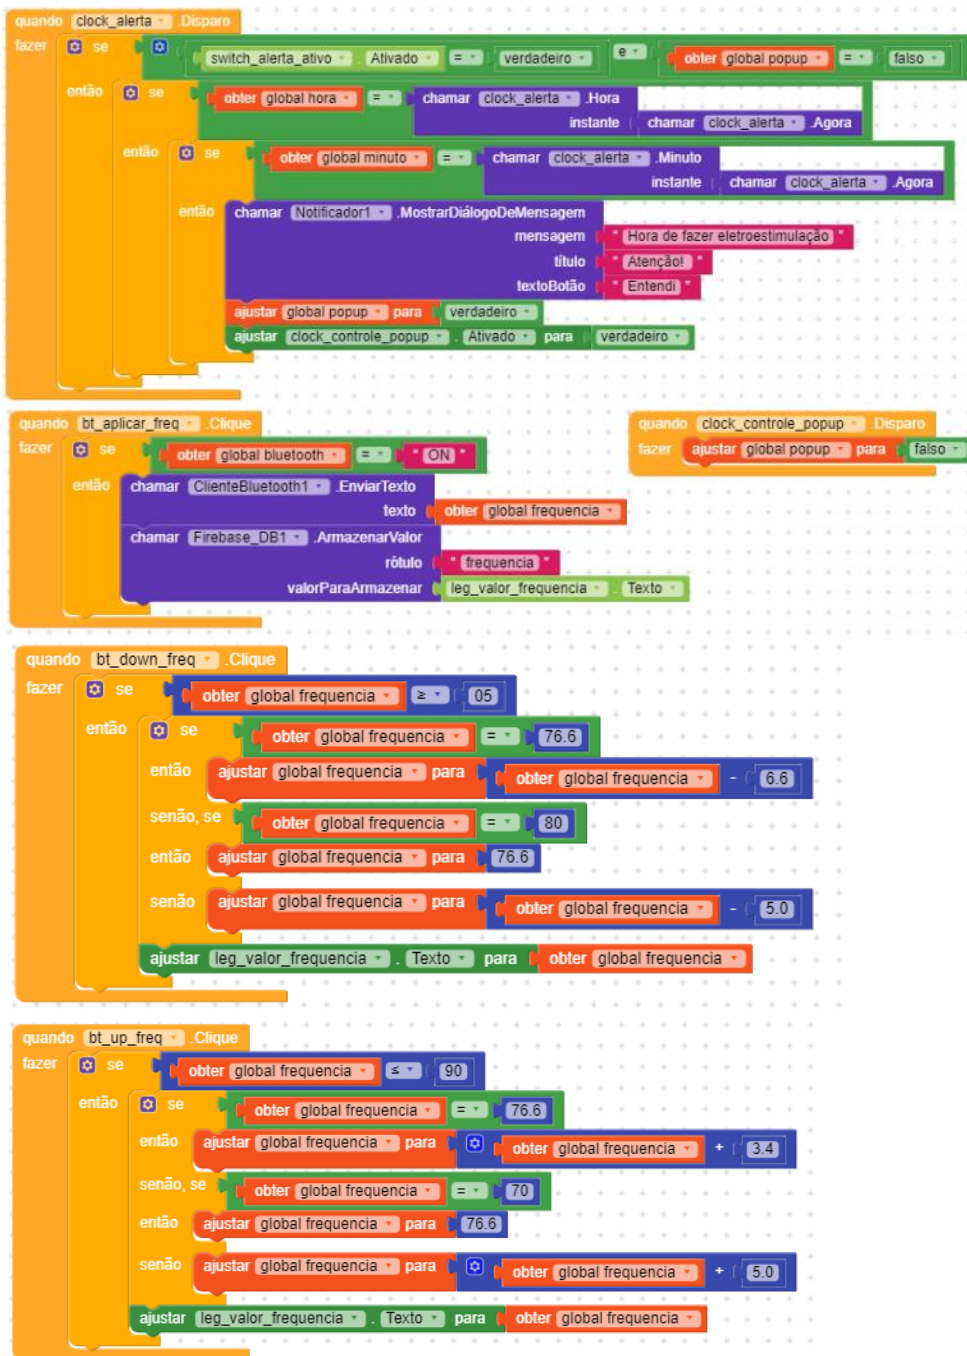 quando clock_alerta .Disparo
fazer se switch_alerta_ativo . Ativado = verdadeiro e obter global popup = falso
então se obter global hora = chamar clock_alerta .Hora
instante chamar clock_alerta .Agora
então se obter global minuto = chamar clock_alerta .Minuto
instante chamar clock_alerta .Agora
então chamar Notificador1 .MostrarDiálogoDeMensagem
mensagem " Hora de fazer eletroestimulação "
título " Atenção! "
textoBotão " Entendi "
ajustar global popup para verdadeiro
ajustar clock_controle_popup . Ativado para verdadeiro
quando bt_aplicar_freq .Clique
fazer se obter global bluetooth = " ON "
então chamar ClienteBluetooth1 .EnviarTexto
texto obter global frequencia
chamar Firebase_DB1 .ArmazenarValor
rótulo " frequencia "
valorParaArmazenar leg_valor_frequencia . Texto
quando clock_controle_popup .Disparo
fazer ajustar global popup para falso
quando bt_down_freq .Clique
fazer se obter global frequencia ≥ 05
então se obter global frequencia = 76.6
então ajustar global frequencia para obter global frequencia - 6.6
senão, se obter global frequencia = 80
então ajustar global frequencia para 76.6
senão ajustar global frequencia para obter global frequencia - 5.0
ajustar leg_valor_frequencia . Texto para obter global frequencia
quando bt_up_freq .Clique
fazer se obter global frequencia ≤ 90
então se obter global frequencia = 76.6
então ajustar global frequencia para obter global frequencia + 3.4
senão, se obter global frequencia = 70
então ajustar global frequencia para 76.6
senão ajustar global frequencia para obter global frequencia + 5.0
ajustar leg_valor_frequencia . Texto para obter global frequencia